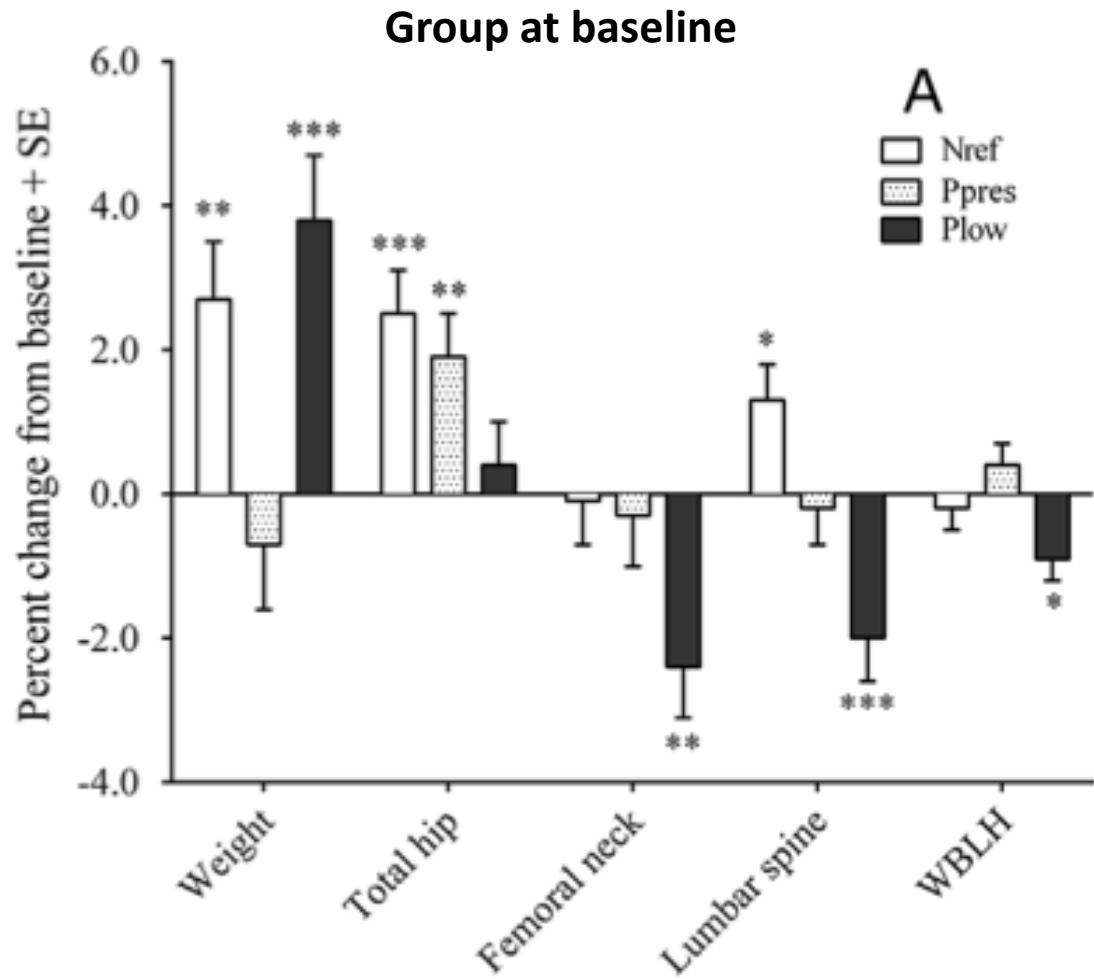 Group at baseline
Percent change from baseline + SE
6.0
4.0
2.0
0.0
-2.0
-4.0
A
Nref
Ppres
Plow
**
***
***
**
**
*
***
*
Weight
Total hip
Femoral neck
Lumbar spine
WBLH